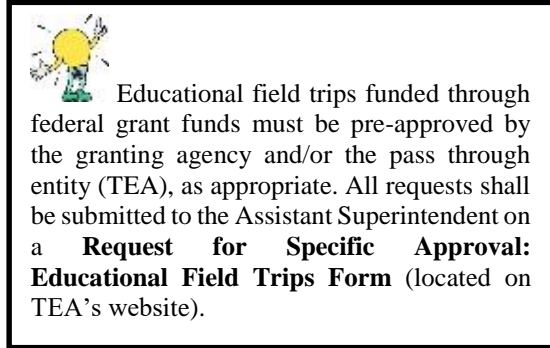 Educational field trips funded through
federal grant funds must be pre-approved by
the granting agency and/or the pass through
entity (TEA), as appropriate. All requests shall
be submitted to the Assistant Superintendent on
a Request for Specific Approval:
Educational Field Trips Form (located on
TEA's website).